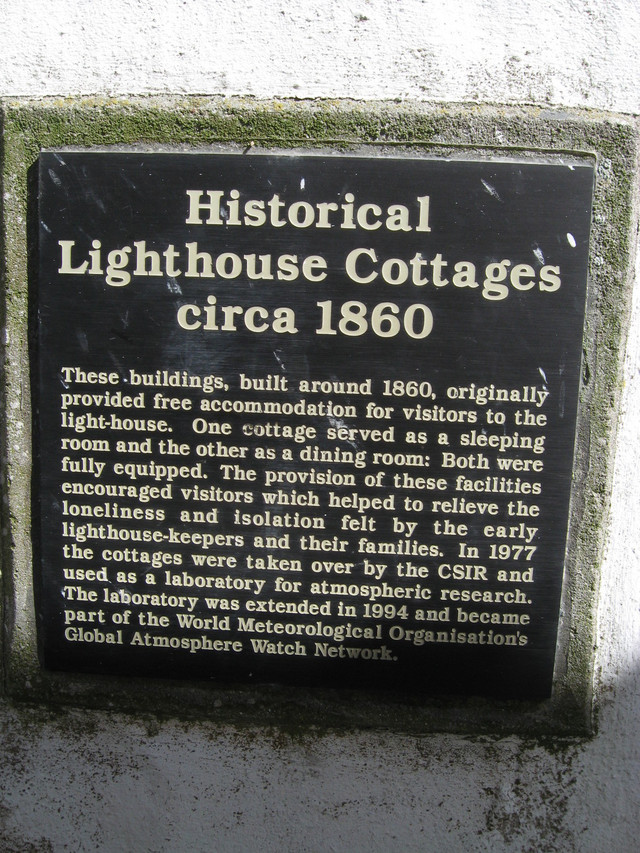 Historical
Lighthouse Cottages
circa 1860
These buildings, built around 1860, originally
provided free accommodation for visitors to the
light-house. One cottage served as a sleeping
room and the other as a dining room: Both were
fully equipped. The provision of these facilities
encouraged visitors which helped to relieve the
loneliness and isolation felt by the early
lighthouse-keepers and their families. In 1977
the cottages were taken over by the CSIR and
used as a laboratory for atmospheric research.
The laboratory was extended in 1994 and became
part of the World Meteorological Organisation's
Global Atmosphere Watch Network.